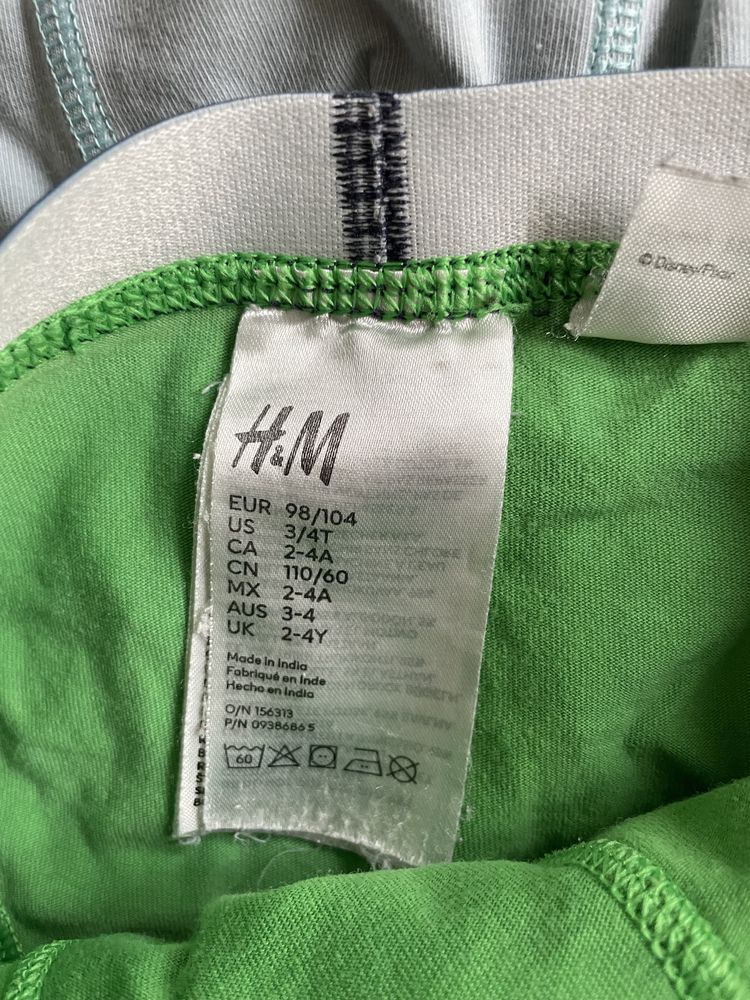 © Disney/Pixar
H&M
EUR 98/104
US 3/4T
CA 2-4A
CN 110/60
MX 2-4A
AUS 3-4
UK 2-4Y
Made in India
Fabriqué en Inde
Hecho en India
O/N 156313
P/N 0938686 5
60